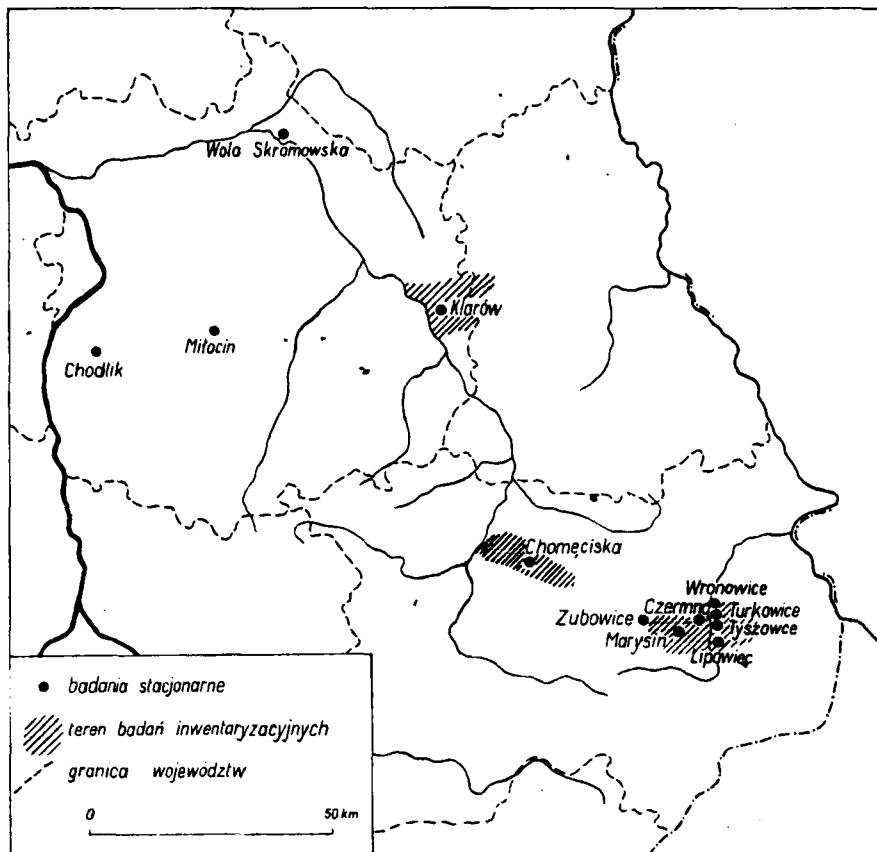 Wola Skromowska
Klarów
Miłocin
Chodlik
Chomęciska
Wronowice
Czermno
Turkowice
Zubowice
Tyszowce
Marysin
Lipowiec
badania stacjonarne
teren badań inwentaryzacyjnych
granica województw
0 50 km